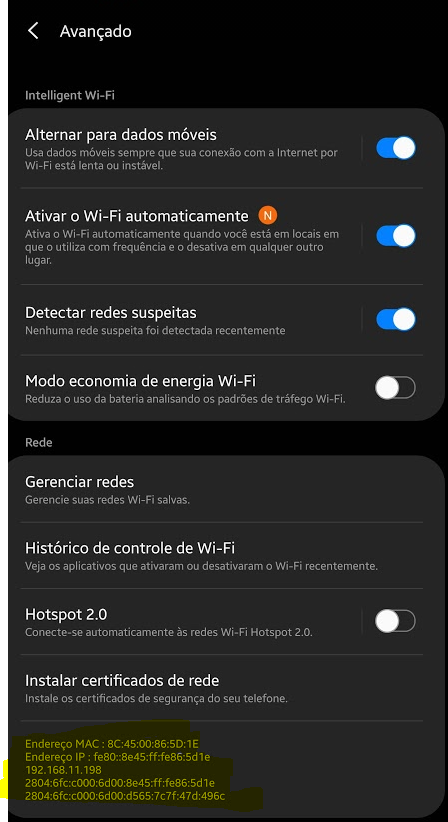 Avançado
Intelligent Wi-Fi
Alternar para dados móveis
Usa dados móveis sempre que sua conexão com a Internet por
Wi-Fi está lenta ou instável.
Ativar o Wi-Fi automaticamente N
Ativa o Wi-Fi automaticamente quando você está em locais em
que o utiliza com frequência e o desativa em qualquer outro
lugar.
Detectar redes suspeitas
Nenhuma rede suspeita foi detectada recentemente
Modo economia de energia Wi-Fi
Reduza o uso da bateria analisando os padrões de tráfego Wi-Fi.
Rede
Gerenciar redes
Gerencie suas redes Wi-Fi salvas.
Histórico de controle de Wi-Fi
Veja os aplicativos que ativaram ou desativaram o Wi-Fi recentemente.
Hotspot 2.0
Conecte-se automaticamente às redes Wi-Fi Hotspot 2.0.
Instalar certificados de rede
Instale os certificados de segurança do seu telefone.
Endereço MAC : 8C:45:00:86:5D:1E
Endereço IP : fe80::8e45:ff:fe86:5d1e
192.168.11.198
2804:6fc:c000:6d00:8e45:ff:fe86:5d1e
2804:6fc:c000:6d00:d565:7c7f:47d:496c